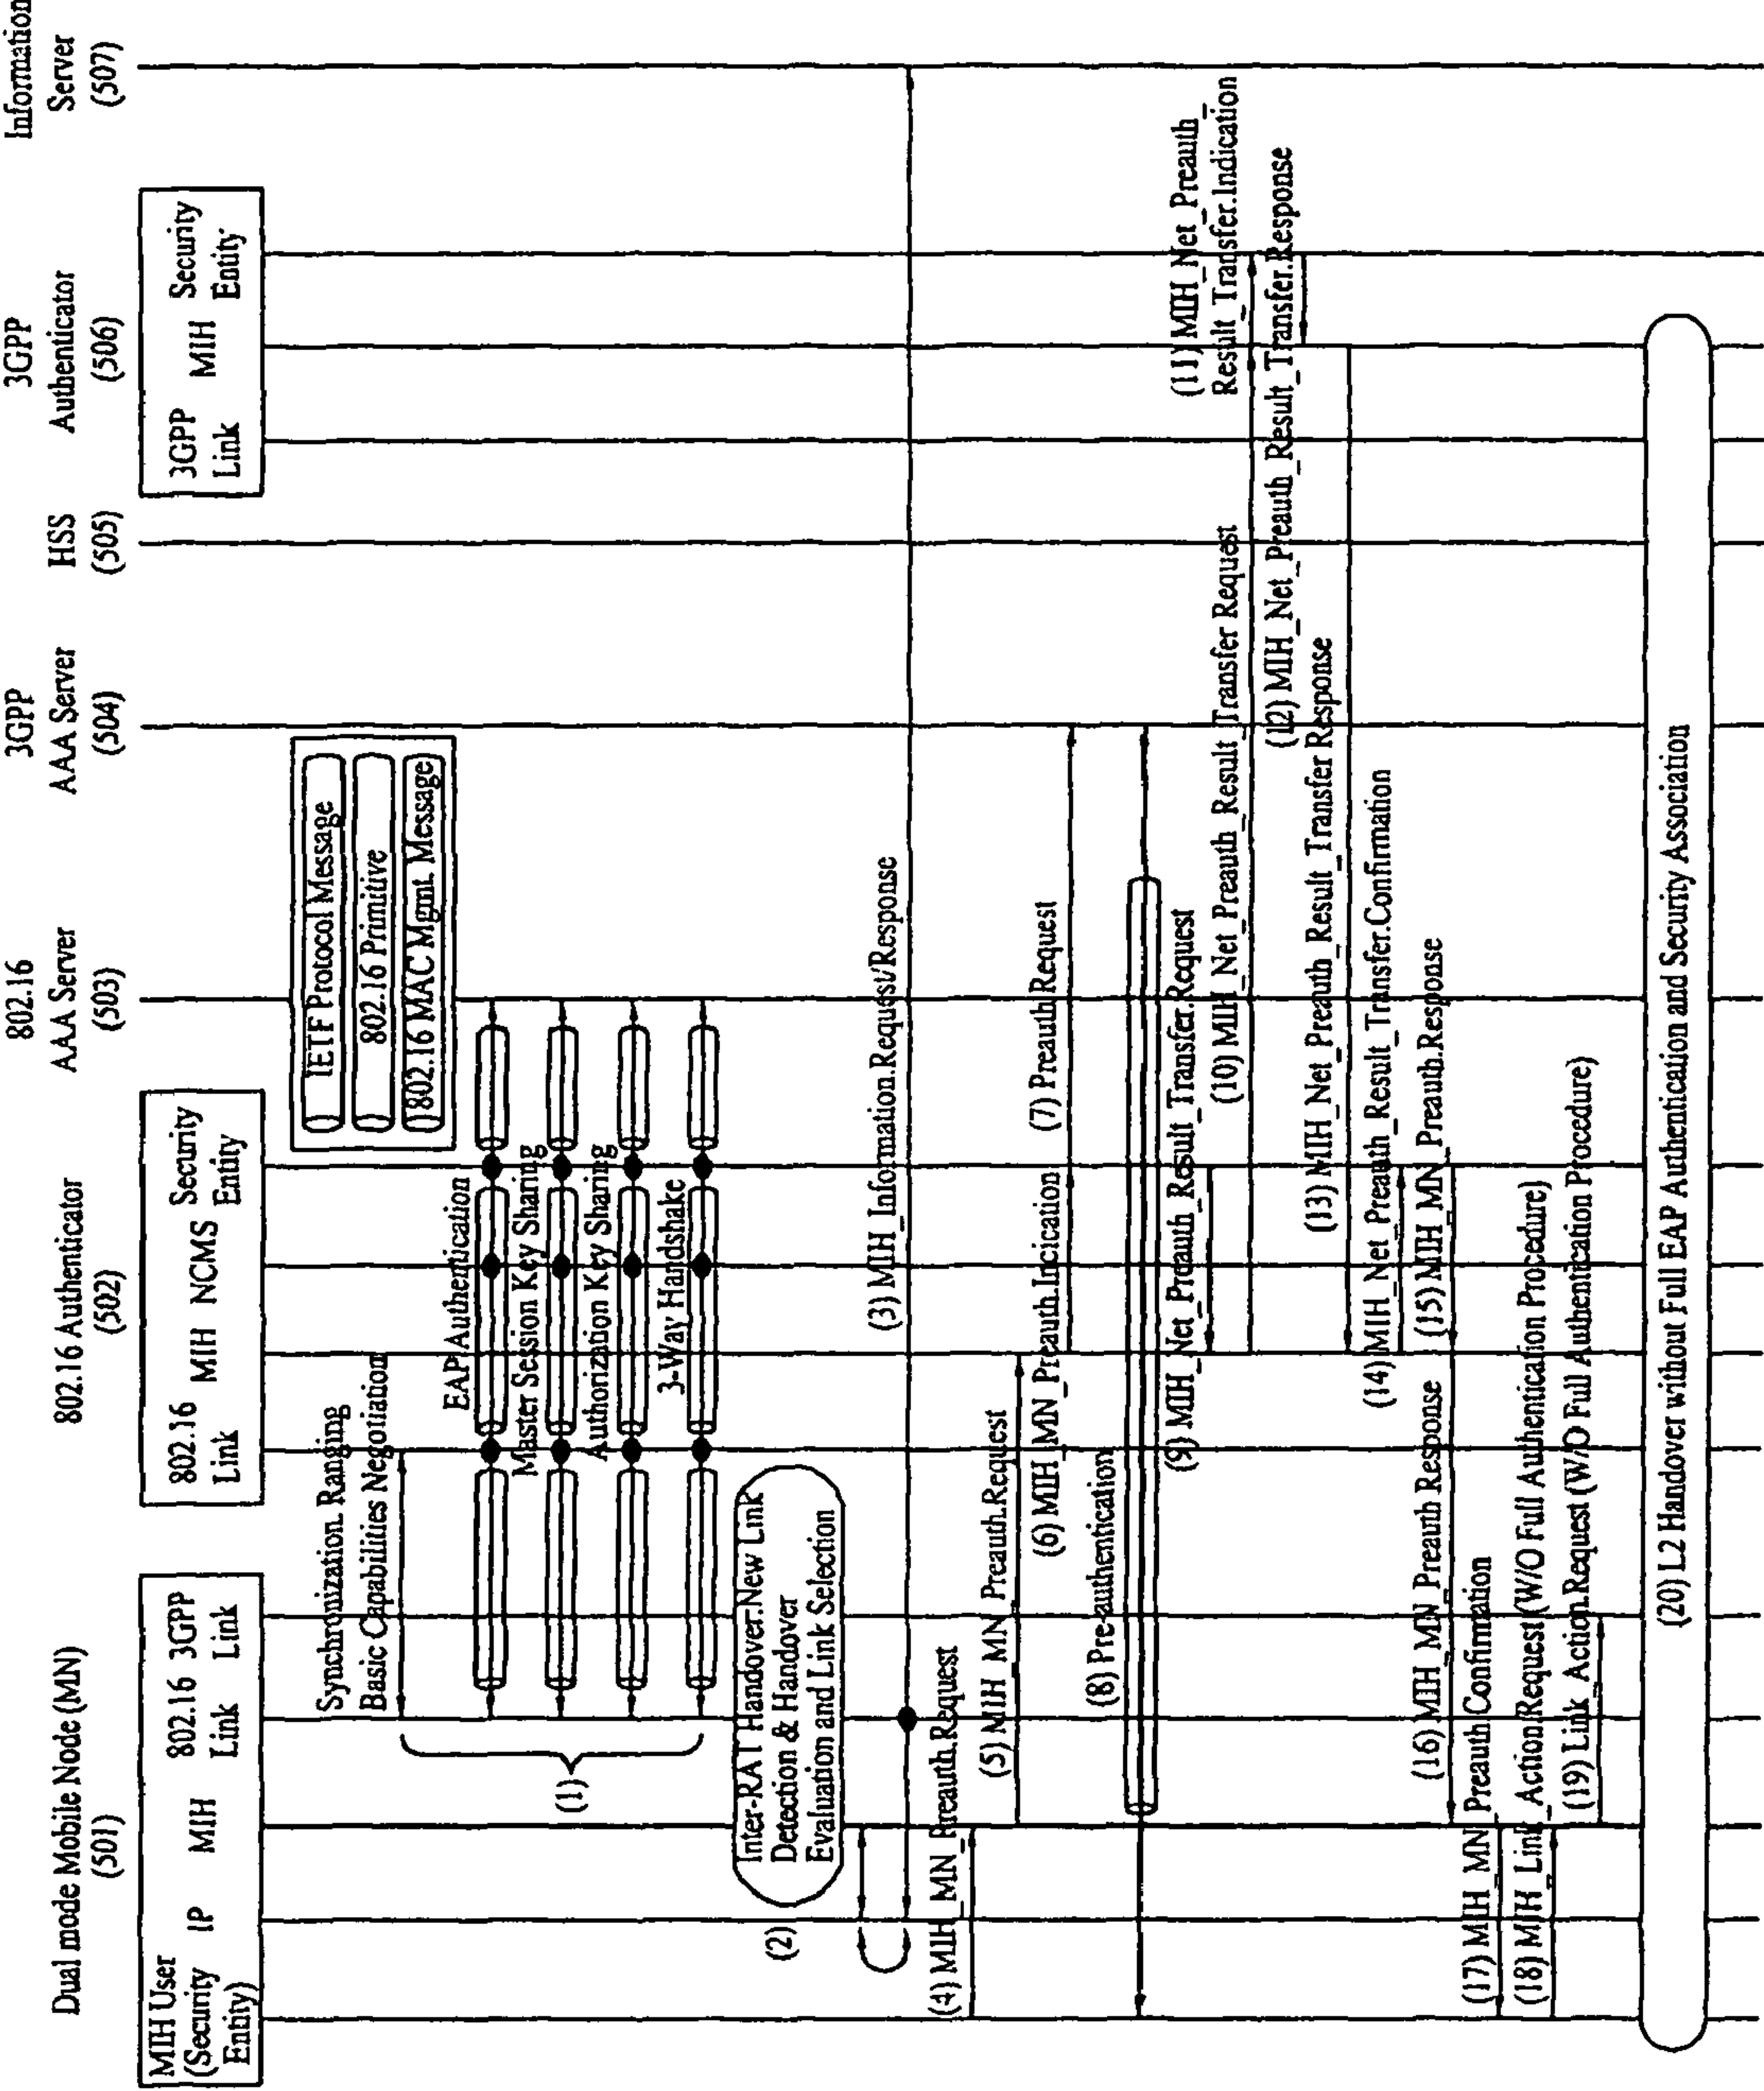 Dual mode Mobile Node (MN)
(501)
802.16 Authenticator
(502)
802.16
AAA Server
(503)
3GPP
AAA Server
(504)
HSS
(505)
3GPP
Authenticator
(506)
Information
Server
(507)
MIH User
(Security
Entity)
IP
MIH
802.16
Link
3GPP
Link
802.16
Link
MIH
NCMS
Security
Entity
3GPP
Link
MIH
Security
Entity
IETF Protocol Message
802.16 Primitive
802.16 MAC Mgmt. Message
Synchronization. Ranging
Basic Capabilities Negotiation
EAP Authentication
Master Session Key Sharing
Authorization Key Sharing
3-Way Handshake
(1)
Inter-RAT Handover.New Link
Detection & Handover
Evaluation and Link Selection
(2)
(3) MIH_Information.Request/Response
(4) MIH_MN_Rreauth.Request
(5) MIH_MN_Preauth.Request
(6) MIH_MN_Preauth.Incication
(7) Preauth.Request
(8) Pre-authentication
(9) MIH_Net_Preauth_Result_Transfer.Request
(10) MIH_Net_Preauth_Result_Transfer Request
(11) MIH_Net_Preauth_
Result_Transfer.Indication
(12) MIH_Net_Preauth_Result_Transfer.Response
(13) MIH_Net_Preauth_Result_Transfer Response
(14) MIH_Net_Preauth_Result_Transfer.Confirmation
(15) MIH_MN_Preauth.Response
(16) MIH_MN_Preauth Response
(17) MIH_MN_Preauth Confirmation
(18) MIH_Link_Action.Request (W/O Full Authentication Procedure)
(19) Link_Action.Request (W/O Full Authentication Procedure)
(20) L2 Handover without Full EAP Authentication and Security Association